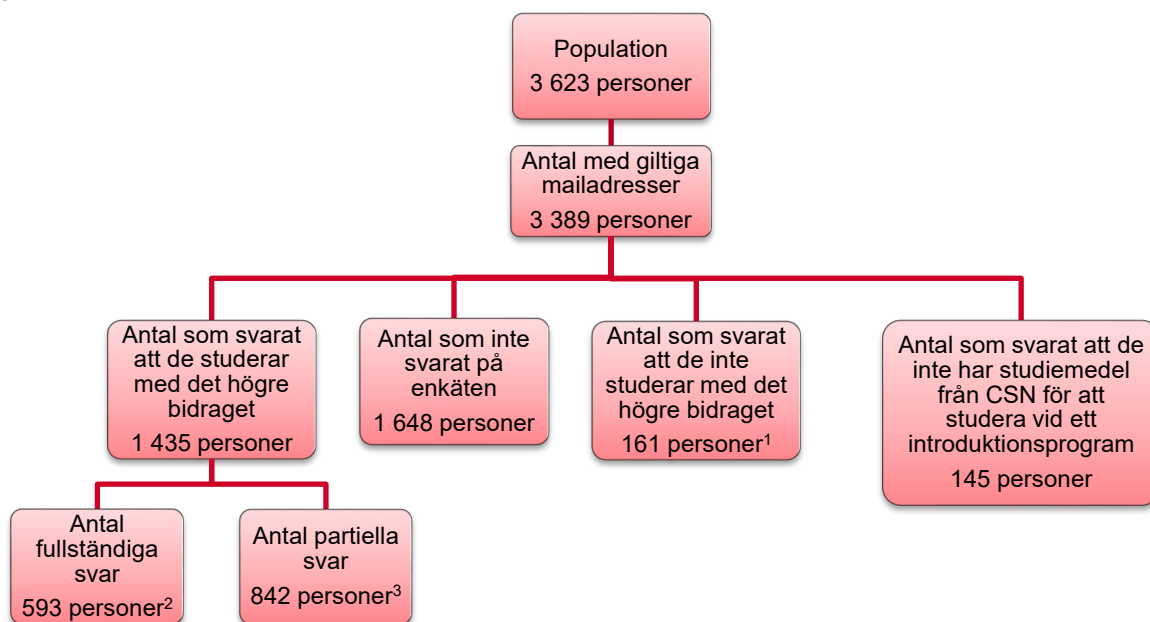 Population
3 623 personer
Antal med giltiga
mailadresser
3 389 personer
Antal som svarat
att de studerar
med det högre
bidraget
1 435 personer
Antal som inte
svarat på
enkäten
1 648 personer
Antal som svarat
att de inte
studerar med det
högre bidraget
161 personer¹
Antal som svarat att de
inte har studiemedel
från CSN för att
studera vid ett
introduktionsprogram
145 personer
Antal
fullständiga
svar
593 personer²
Antal partiella
svar
842 personer³